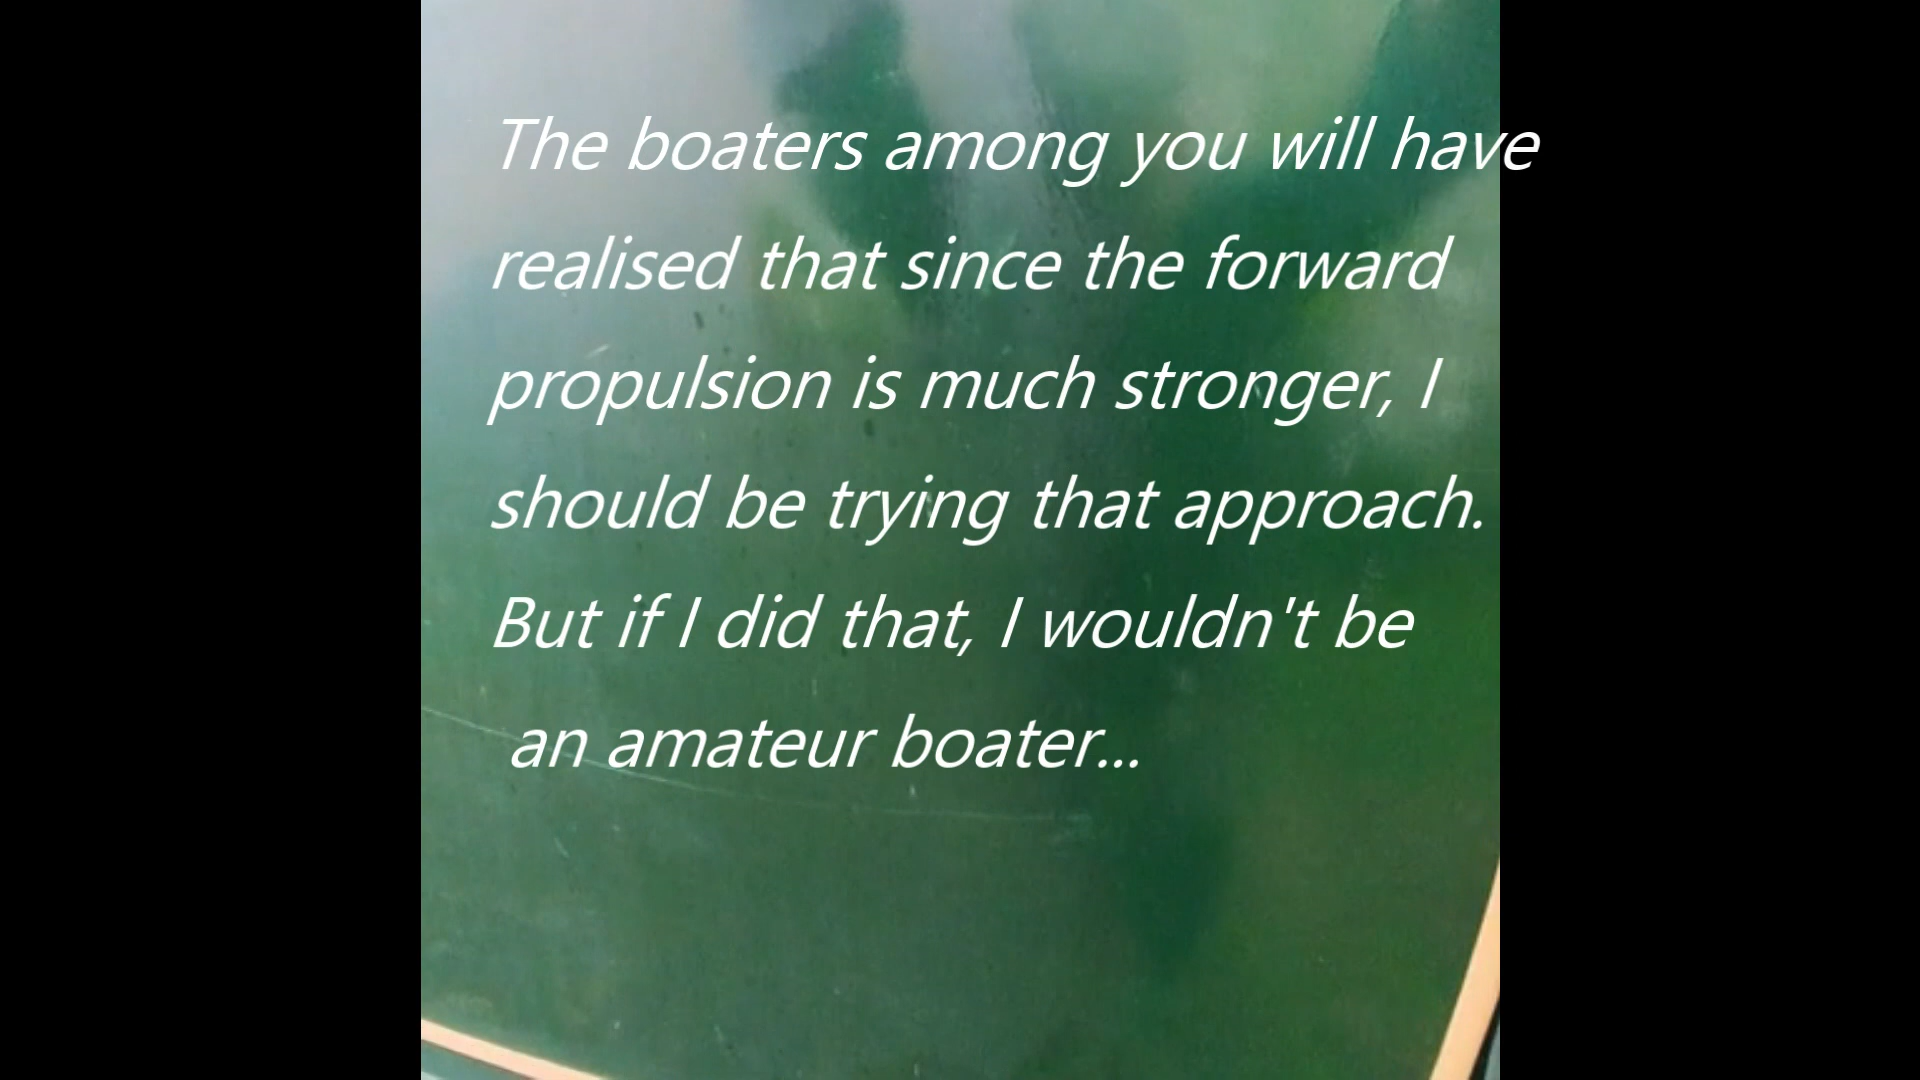 The boaters among you will have
realised that since the forward
propulsion is much stronger, I
should be trying that approach.
But if I did that, I wouldn't be
an amateur boater...